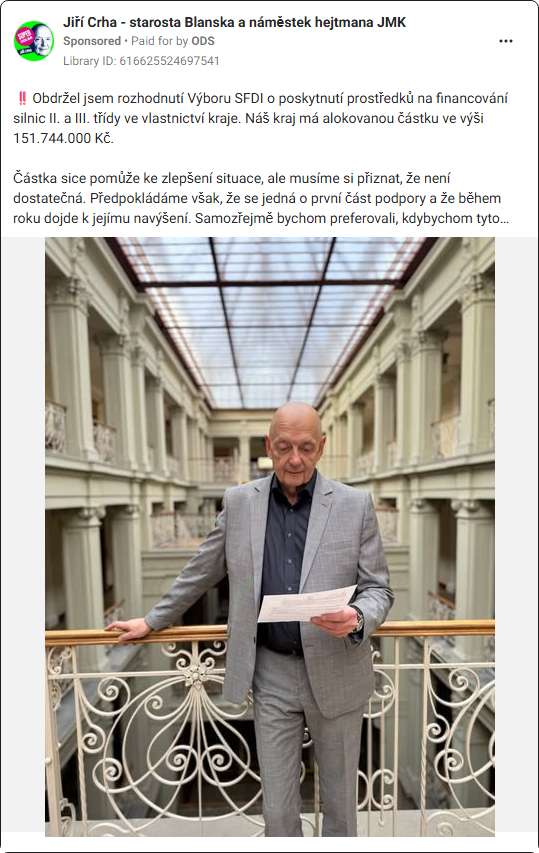 Jiří Crha - starosta Blanska a náměstek hejtmana JMK
Sponsored • Paid for by ODS
Library ID: 616625524697541
‼️ Obdržel jsem rozhodnutí Výboru SFDI o poskytnutí prostředků na financování
silnic II. a III. třídy ve vlastnictví kraje. Náš kraj má alokovanou částku ve výši
151.744.000 Kč.
Částka sice pomůže ke zlepšení situace, ale musíme si přiznat, že není
dostatečná. Předpokládáme však, že se jedná o první část podpory a že během
roku dojde k jejímu navýšení. Samozřejmě bychom preferovali, kdybychom tyto...